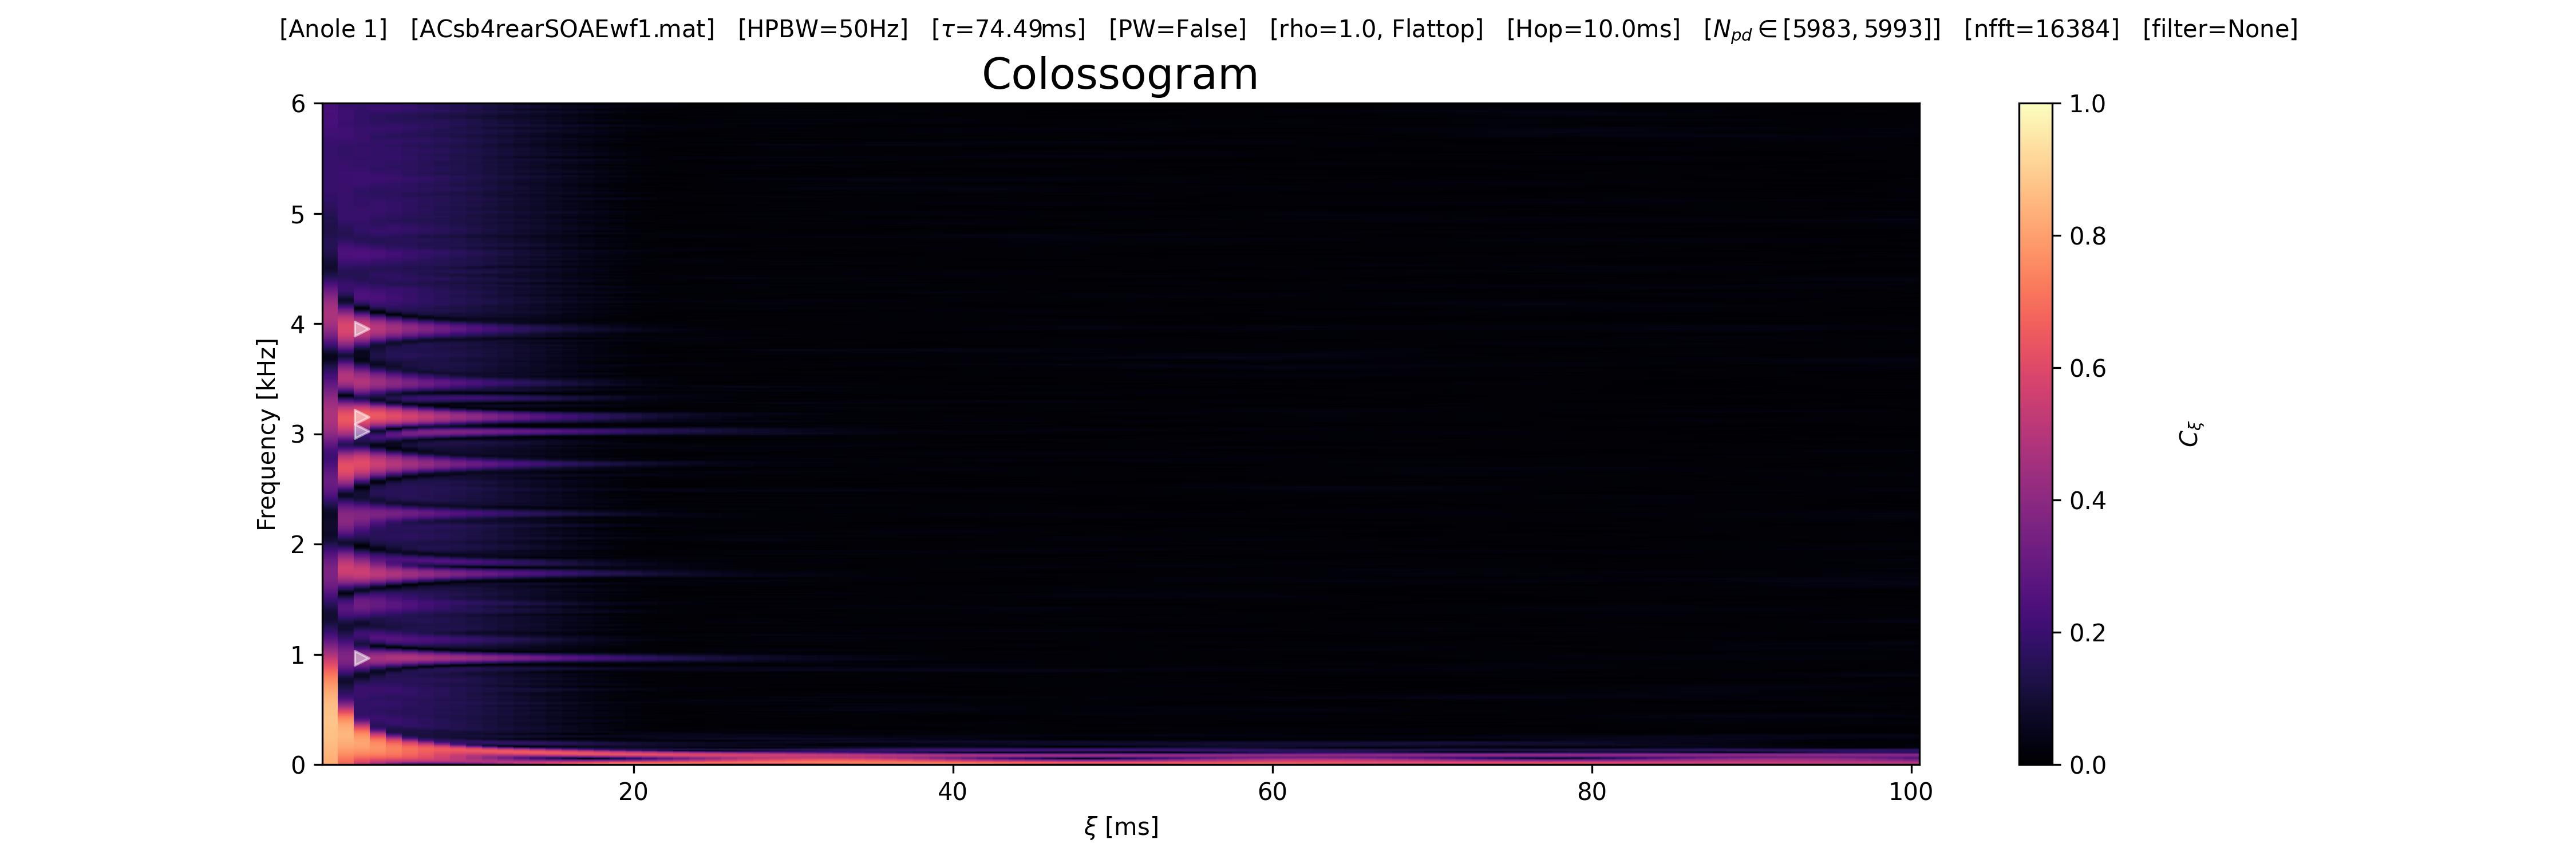 [Anole 1]   [ACsb4rearSOAEwf1.mat]   [HPBW=50Hz]   [τ=74.49ms]   [PW=False]   [rho=1.0, Flattop]   [Hop=10.0ms]   [N_pd ∈ [5983, 5993]]   [nfft=16384]   [filter=None]
Colossogram
6
5
4
3
2
1
0
Frequency [kHz]
20 40 60 80 100
ξ [ms]
1.0
0.8
0.6
0.4
0.2
0.0
C_ξ